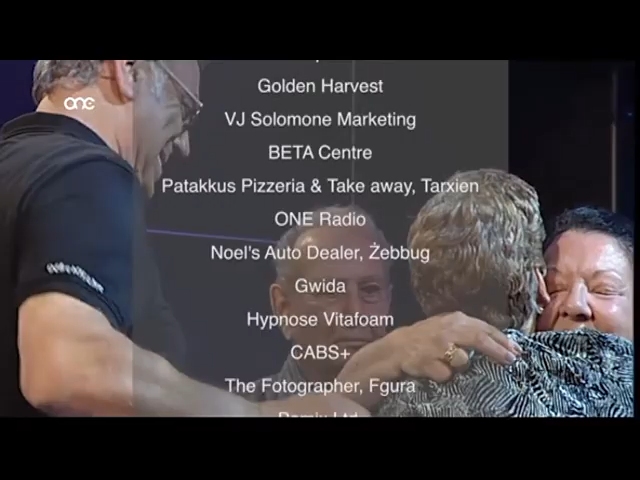 one
Golden Harvest
VJ Solomone Marketing
BETA Centre
Patakkus Pizzeria & Take away, Tarxien
ONE Radio
Noel's Auto Dealer, Żebbug
Gwida
Hypnose Vitafoam
CABS+
The Fotographer, Fgura